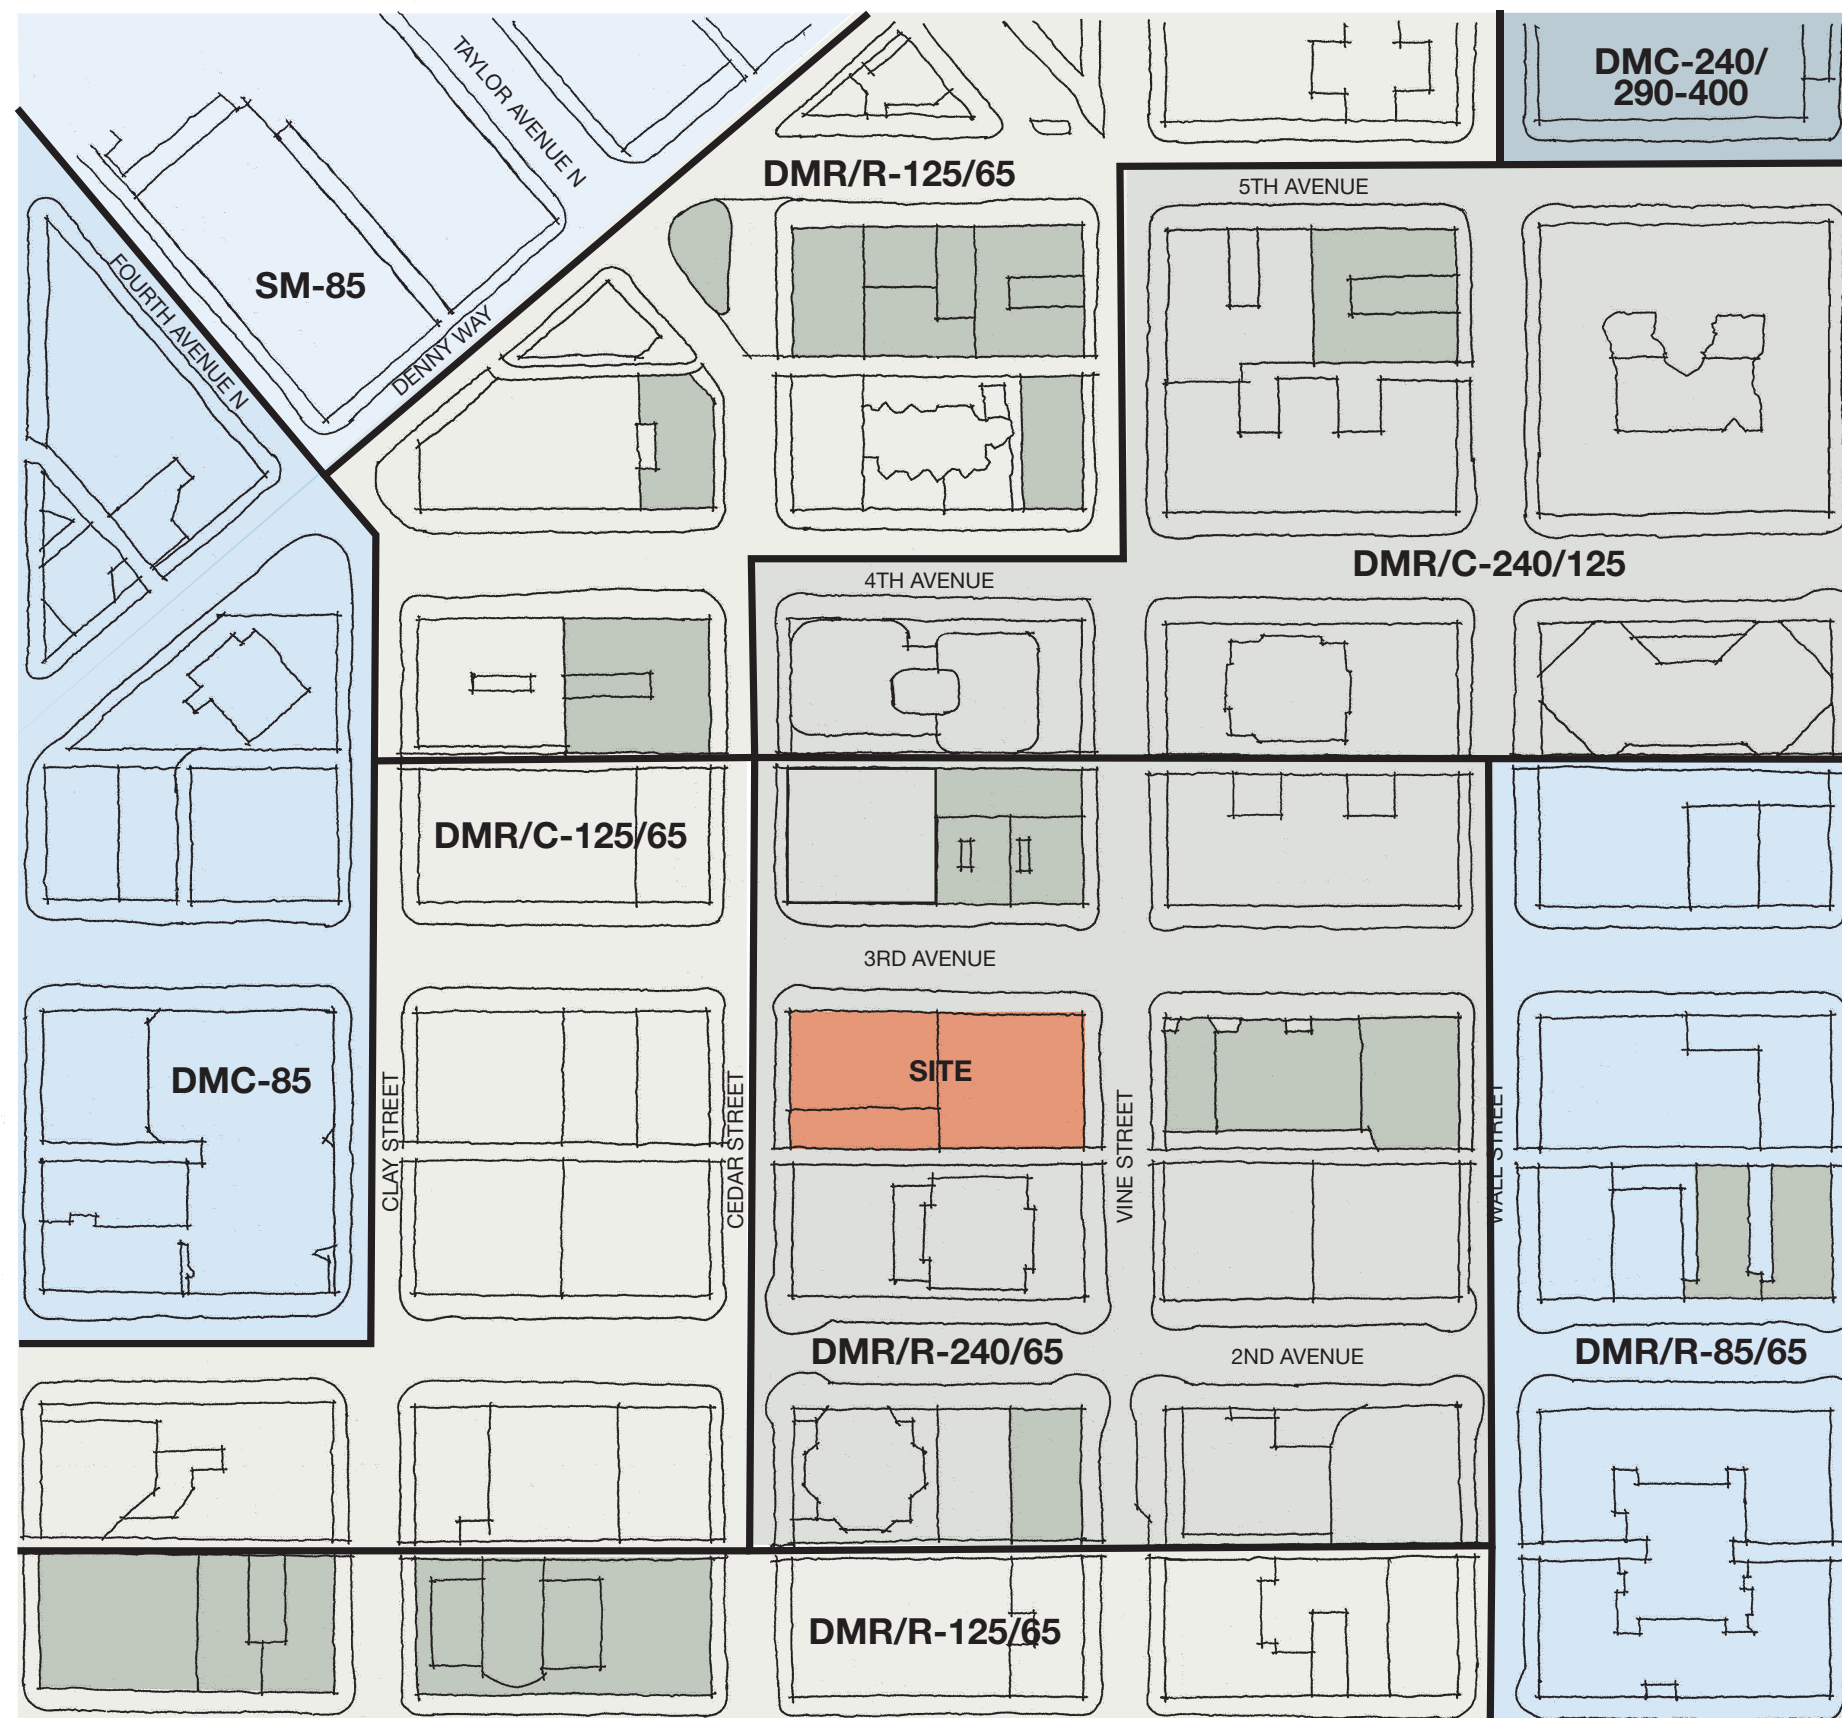 TAYLOR AVENUE N
DMC-240/
290-400
DMR/R-125/65
5TH AVENUE
SM-85
FOURTH AVENUE N
DENNY WAY
DMR/C-240/125
4TH AVENUE
DMR/C-125/65
3RD AVENUE
SITE
DMC-85
CLAY STREET
CEDAR STREET
VINE STREET
WALL STREET
DMR/R-240/65
2ND AVENUE
DMR/R-85/65
DMR/R-125/65